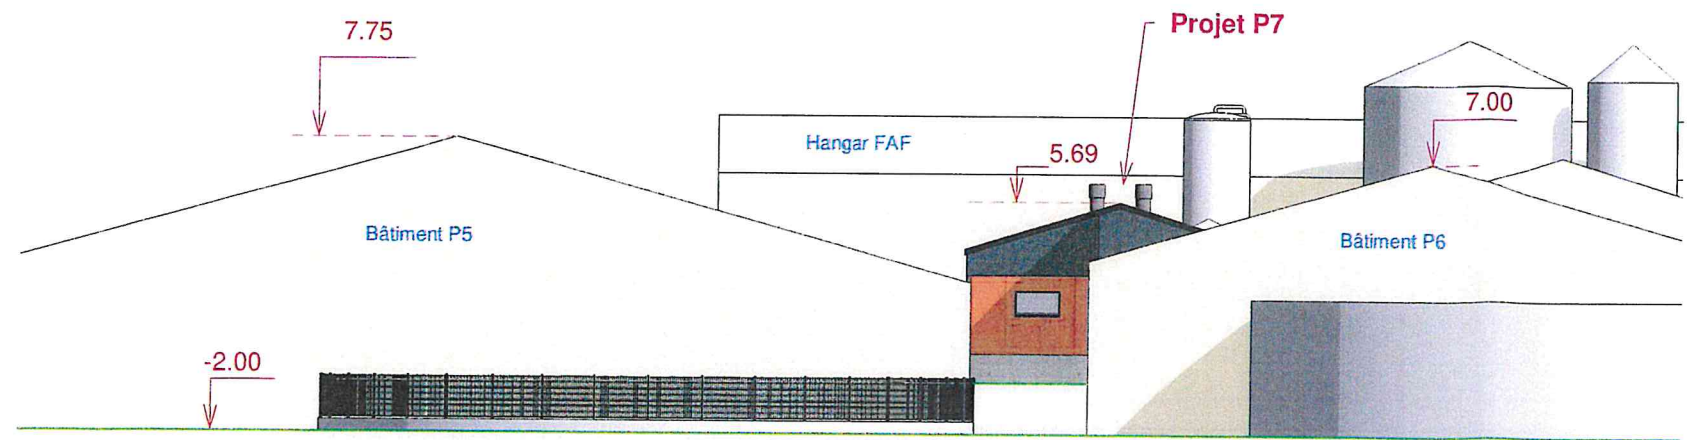 Projet P7
7.75
7.00
Hangar FAF
5.69
Bâtiment P5
Bâtiment P6
-2.00